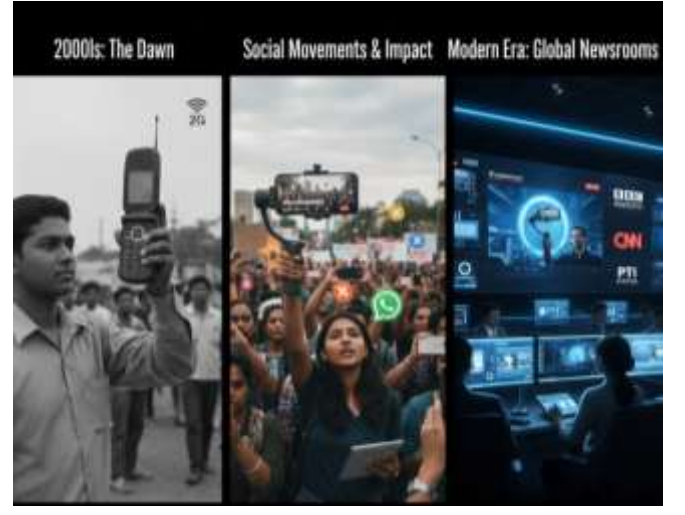 2000ls: The Dawn
Social Movements & Impact
Modern Era: Global Newsrooms
2G
BBC
CNN
PTI